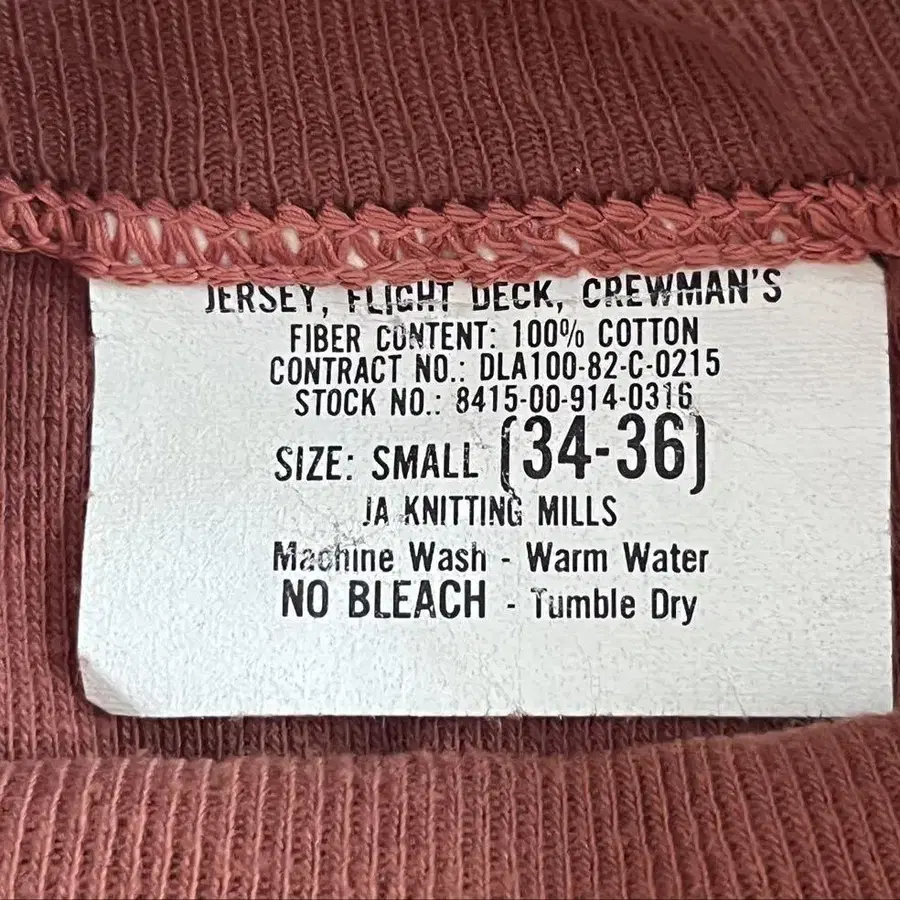 JERSEY, FLIGHT DECK, CREWMAN'S
FIBER CONTENT: 100% COTTON
CONTRACT NO.: DLA100-82-C-0215
STOCK NO.: 8415-00-914-0316
SIZE: SMALL (34-36)
JA KNITTING MILLS
Machine Wash - Warm Water
NO BLEACH - Tumble Dry